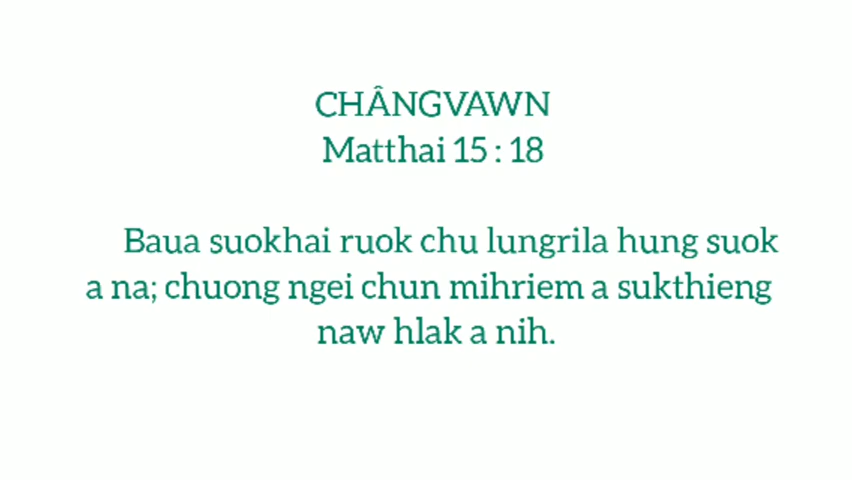 CHÂNGVAWN
Matthai 15 : 18
Baua suokhai ruok chu lungrila hung suok
a na; chuong ngei chun mihriem a sukthieng
naw hlak a nih.